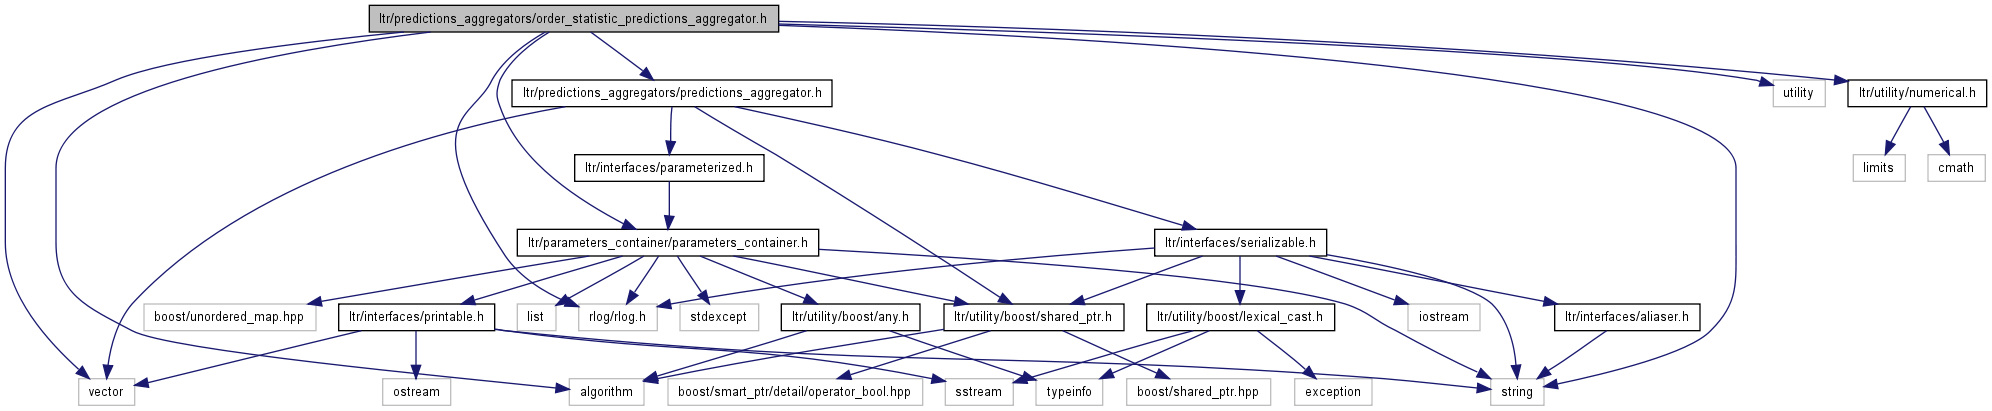 ltr/predictions_aggregators/order_statistic_predictions_aggregator.h
ltr/predictions_aggregators/predictions_aggregator.h
utility
ltr/utility/numerical.h
ltr/interfaces/parameterized.h
limits
cmath
ltr/parameters_container/parameters_container.h
ltr/interfaces/serializable.h
boost/unordered_map.hpp
ltr/interfaces/printable.h
list
rlog/rlog.h
stdexcept
ltr/utility/boost/any.h
ltr/utility/boost/shared_ptr.h
ltr/utility/boost/lexical_cast.h
iostream
ltr/interfaces/aliaser.h
vector
ostream
algorithm
boost/smart_ptr/detail/operator_bool.hpp
sstream
typeinfo
boost/shared_ptr.hpp
exception
string